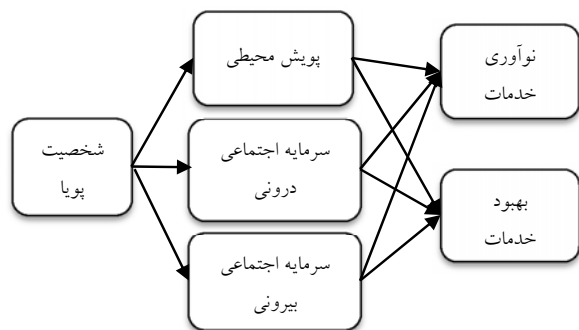 شخصیت
پویا
پویش محیطی
سرمایه اجتماعی
درونی
سرمایه اجتماعی
بیرونی
نوآوری
خدمات
بهبود
خدمات